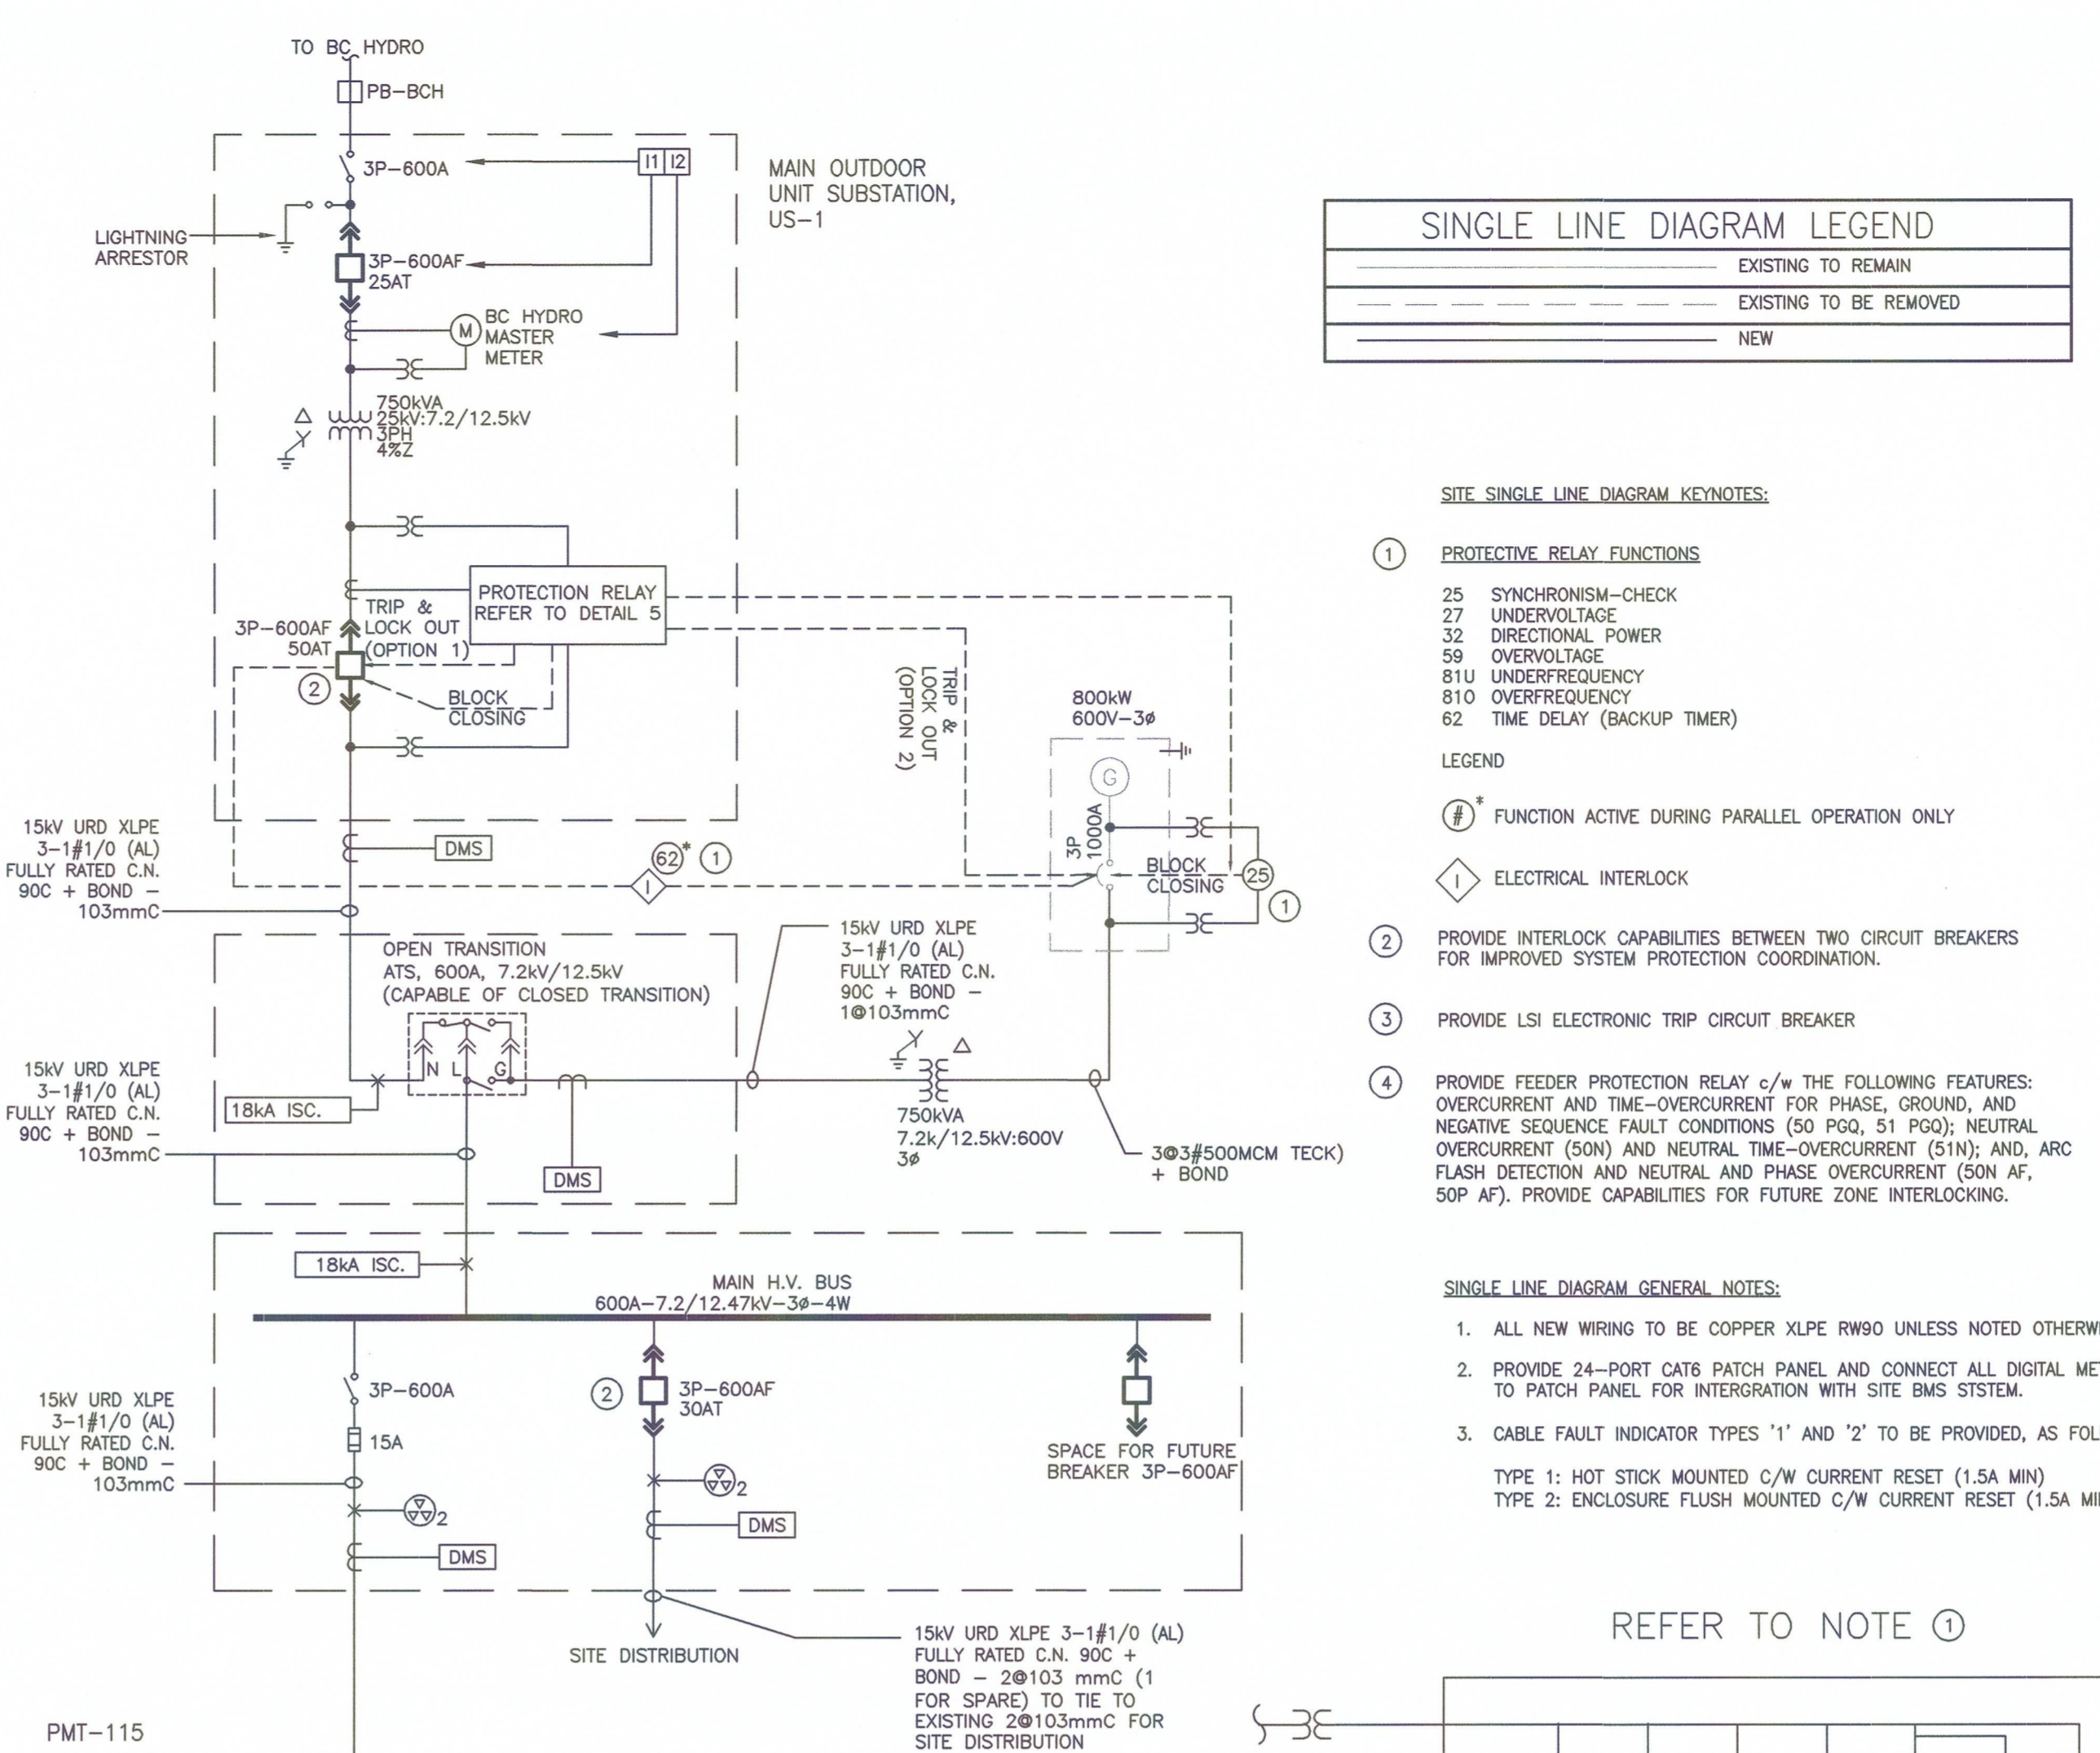 TO BC HYDRO
PB-BCH
3P-600A
I1 I2
MAIN OUTDOOR
UNIT SUBSTATION,
US-1
LIGHTNING
ARRESTOR
3P-600AF
25AT
M
BC HYDRO
MASTER
METER
750kVA
25kV:7.2/12.5kV
3PH
4%Z
PROTECTION RELAY
REFER TO DETAIL 5
TRIP &
LOCK OUT
(OPTION 1)
3P-600AF
50AT
2
BLOCK
CLOSING
TRIP &
LOCK OUT
(OPTION 2)
800kW
600V-3ø
G
3P
1000A
BLOCK
CLOSING
25
1
15kV URD XLPE
3-1#1/0 (AL)
FULLY RATED C.N.
90C + BOND -
103mmC
DMS
62* 1
I
OPEN TRANSITION
ATS, 600A, 7.2kV/12.5kV
(CAPABLE OF CLOSED TRANSITION)
N L G
15kV URD XLPE
3-1#1/0 (AL)
FULLY RATED C.N.
90C + BOND -
1@103mmC
15kV URD XLPE
3-1#1/0 (AL)
FULLY RATED C.N.
90C + BOND -
103mmC
18kA ISC.
DMS
750kVA
7.2k/12.5kV:600V
3ø
3@3#500MCM TECK)
+ BOND
18kA ISC.
MAIN H.V. BUS
600A-7.2/12.47kV-3ø-4W
3P-600A
15A
15kV URD XLPE
3-1#1/0 (AL)
FULLY RATED C.N.
90C + BOND -
103mmC
2
DMS
2
3P-600AF
30AT
2
DMS
SPACE FOR FUTURE
BREAKER 3P-600AF
SITE DISTRIBUTION
15kV URD XLPE 3-1#1/0 (AL)
FULLY RATED C.N. 90C +
BOND - 2@103 mmC (1
FOR SPARE) TO TIE TO
EXISTING 2@103mmC FOR
SITE DISTRIBUTION
PMT-115
SINGLE LINE DIAGRAM LEGEND
EXISTING TO REMAIN
EXISTING TO BE REMOVED
NEW
SITE SINGLE LINE DIAGRAM KEYNOTES:
1 PROTECTIVE RELAY FUNCTIONS
25 SYNCHRONISM-CHECK
27 UNDERVOLTAGE
32 DIRECTIONAL POWER
59 OVERVOLTAGE
81U UNDERFREQUENCY
81O OVERFREQUENCY
62 TIME DELAY (BACKUP TIMER)
LEGEND
#* FUNCTION ACTIVE DURING PARALLEL OPERATION ONLY
I ELECTRICAL INTERLOCK
2 PROVIDE INTERLOCK CAPABILITIES BETWEEN TWO CIRCUIT BREAKERS
FOR IMPROVED SYSTEM PROTECTION COORDINATION.
3 PROVIDE LSI ELECTRONIC TRIP CIRCUIT BREAKER
4 PROVIDE FEEDER PROTECTION RELAY c/w THE FOLLOWING FEATURES:
OVERCURRENT AND TIME-OVERCURRENT FOR PHASE, GROUND, AND
NEGATIVE SEQUENCE FAULT CONDITIONS (50 PGQ, 51 PGQ); NEUTRAL
OVERCURRENT (50N) AND NEUTRAL TIME-OVERCURRENT (51N); AND, ARC
FLASH DETECTION AND NEUTRAL AND PHASE OVERCURRENT (50N AF,
50P AF). PROVIDE CAPABILITIES FOR FUTURE ZONE INTERLOCKING.
SINGLE LINE DIAGRAM GENERAL NOTES:
1. ALL NEW WIRING TO BE COPPER XLPE RW90 UNLESS NOTED
2. PROVIDE 24-PORT CAT6 PATCH PANEL AND CONNECT ALL DIGITAL
TO PATCH PANEL FOR INTERGRATION WITH SITE BMS STSTEM.
3. CABLE FAULT INDICATOR TYPES '1' AND '2' TO BE PROVIDED, AS
TYPE 1: HOT STICK MOUNTED C/W CURRENT RESET (1.5A MIN)
TYPE 2: ENCLOSURE FLUSH MOUNTED C/W CURRENT RESET (1.5A
REFER TO NOTE 1